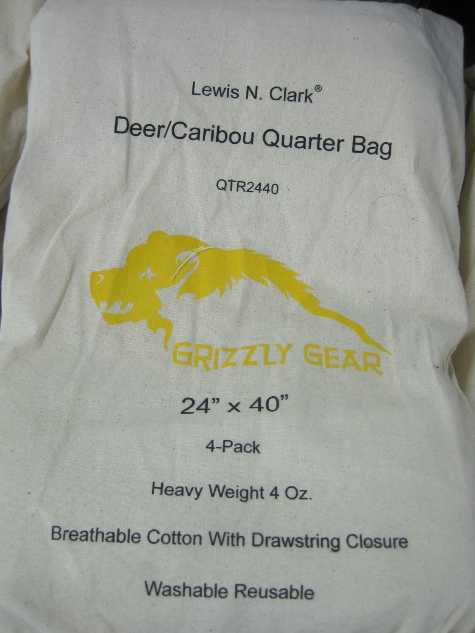 Lewis N. Clark®
Deer/Caribou Quarter Bag
QTR2440
GRIZZLY GEAR
24” x 40”
4-Pack
Heavy Weight 4 Oz.
Breathable Cotton With Drawstring Closure
Washable Reusable